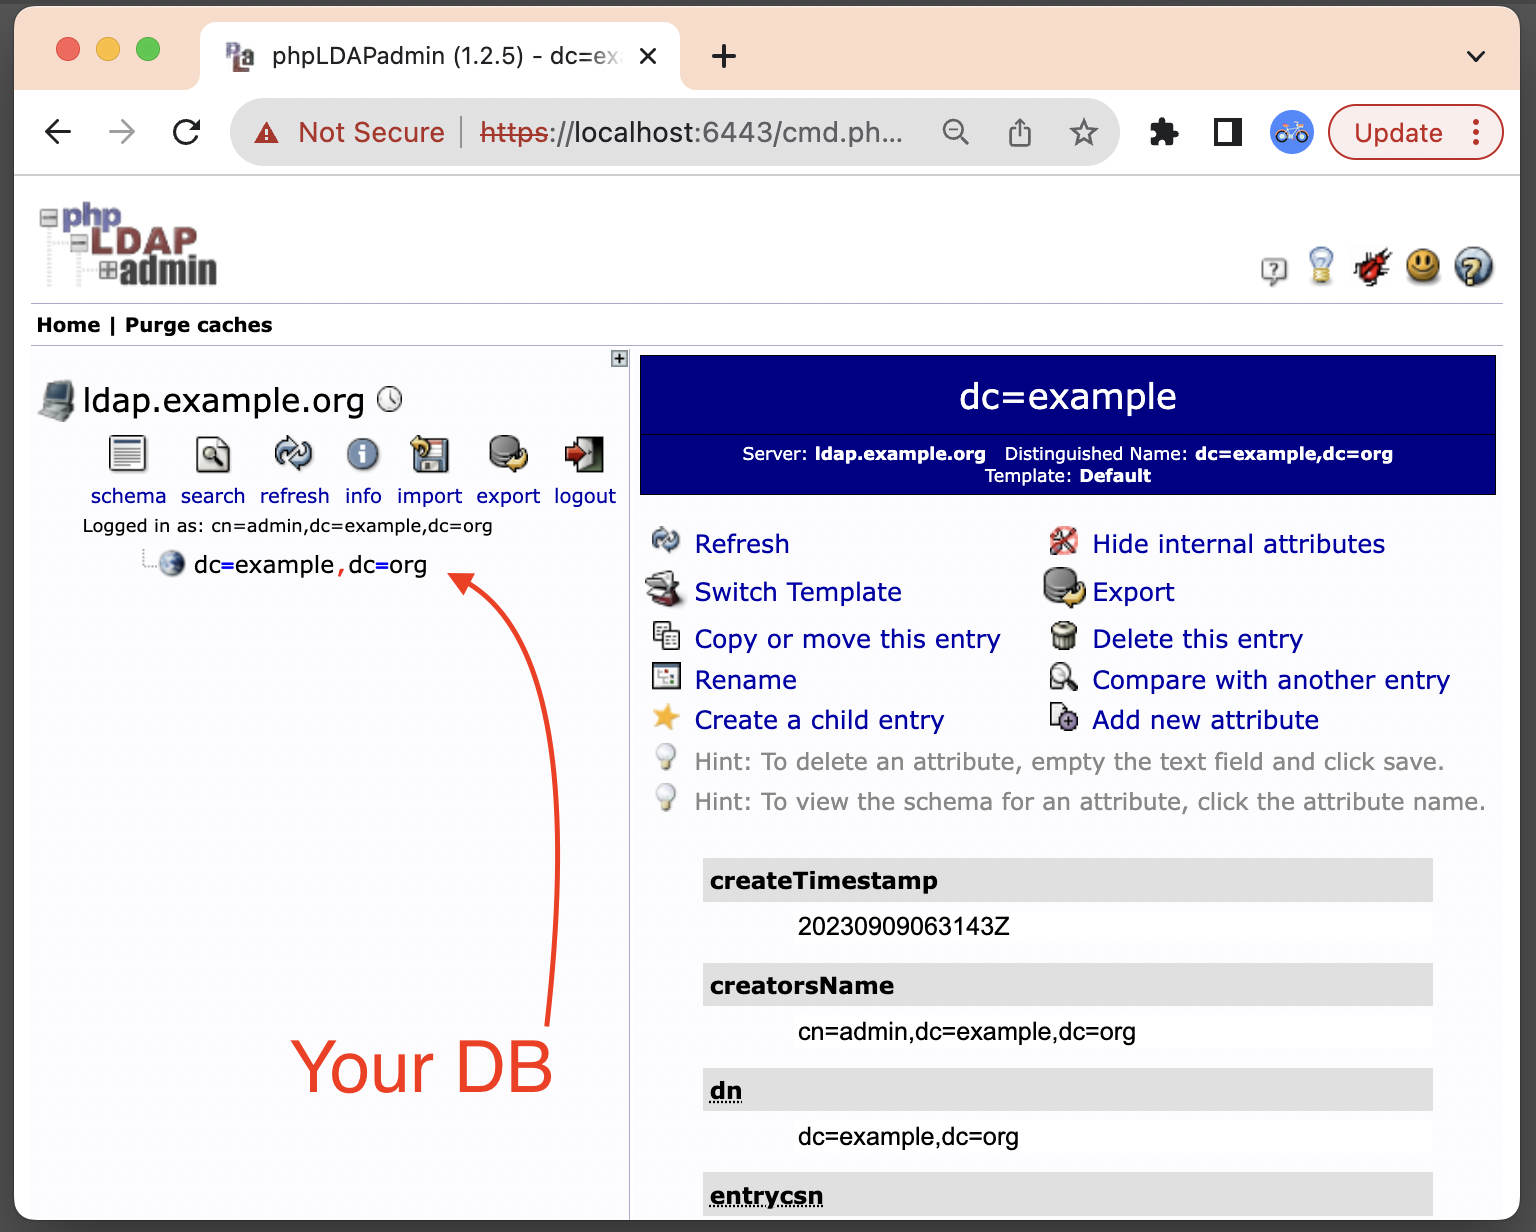 phpLDAPadmin (1.2.5) - dc=exa
Not Secure | https://localhost:6443/cmd.ph...
Update
php
LDAP
admin
Home | Purge caches
ldap.example.org
schema search refresh info import export logout
Logged in as: cn=admin,dc=example,dc=org
dc=example,dc=org
Your DB
dc=example
Server: ldap.example.org Distinguished Name: dc=example,dc=org
Template: Default
Refresh
Hide internal attributes
Switch Template
Export
Copy or move this entry
Delete this entry
Rename
Compare with another entry
Create a child entry
Add new attribute
Hint: To delete an attribute, empty the text field and click save.
Hint: To view the schema for an attribute, click the attribute name.
createTimestamp
20230909063143Z
creatorsName
cn=admin,dc=example,dc=org
dn
dc=example,dc=org
entrycsn